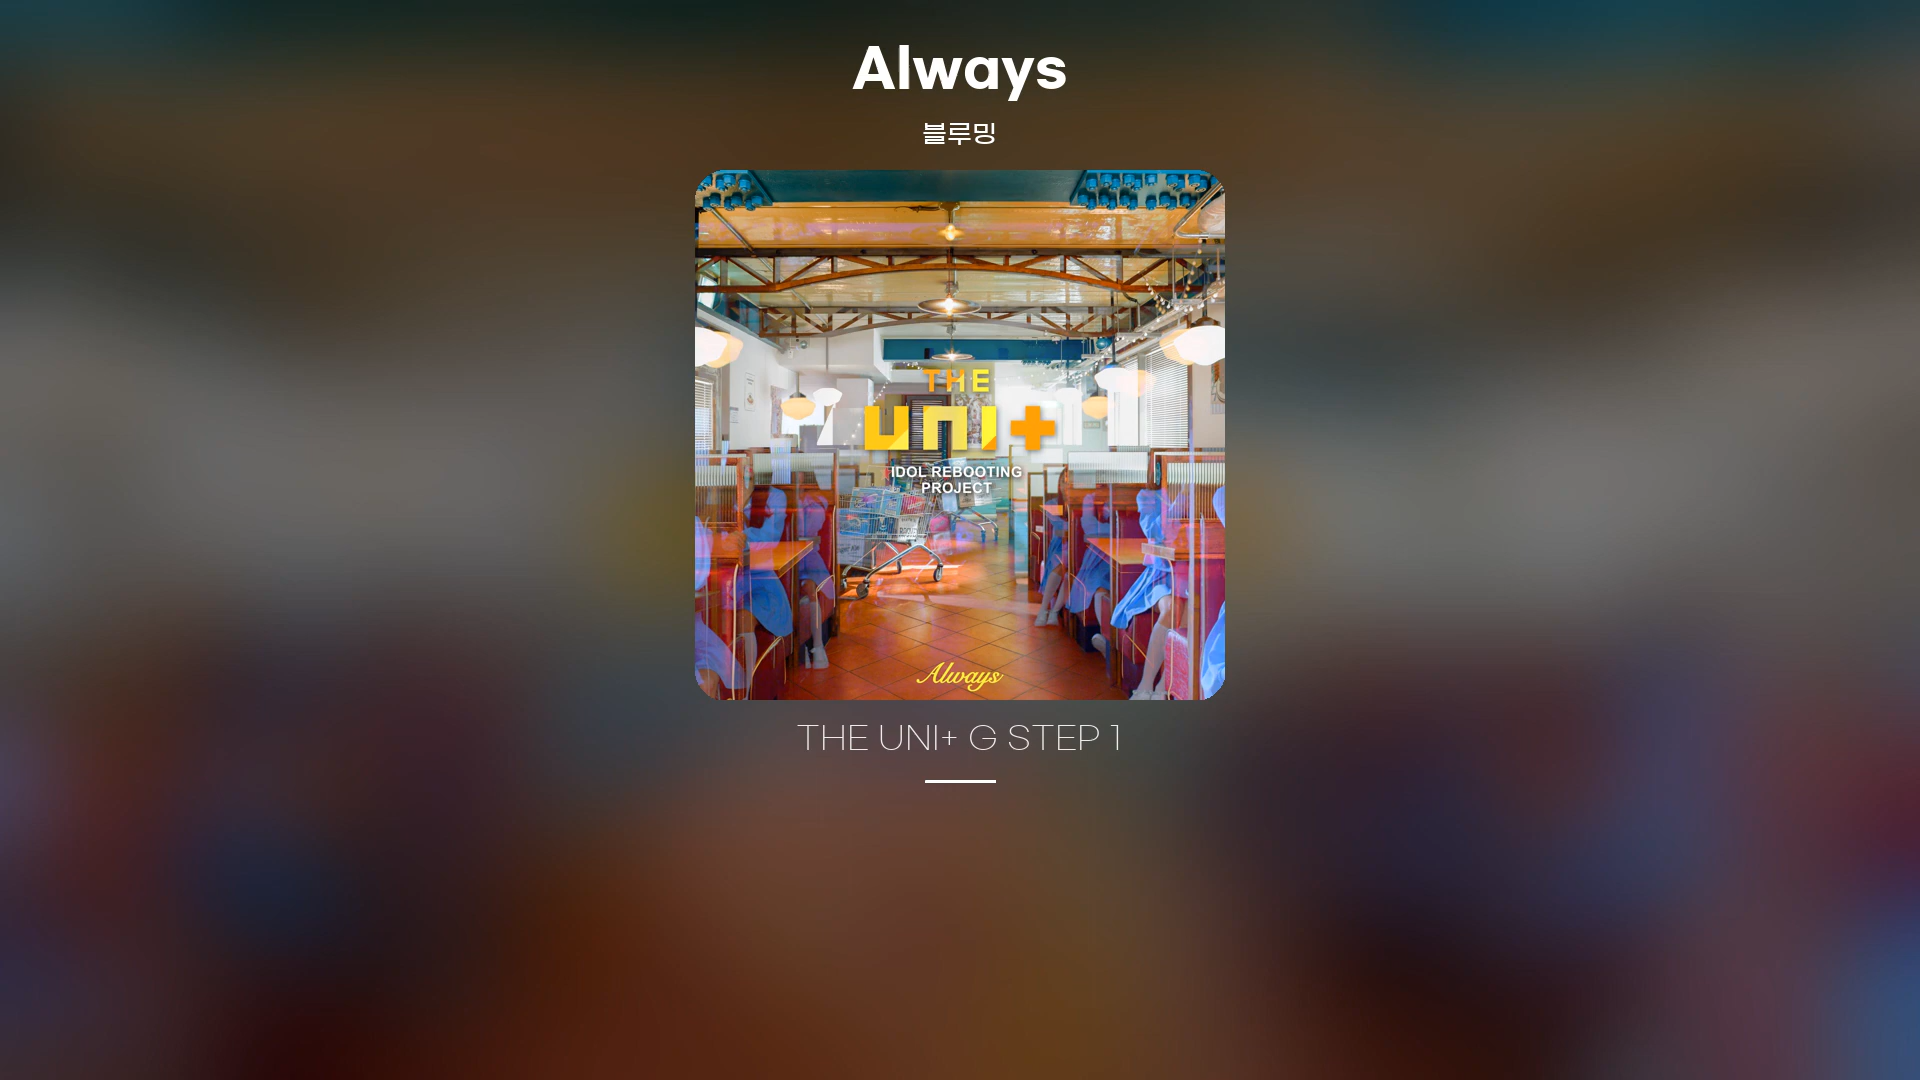 Always
블루밍
THE
UNI+
IDOL REBOOTING
PROJECT
Always
THE UNI+ G STEP 1